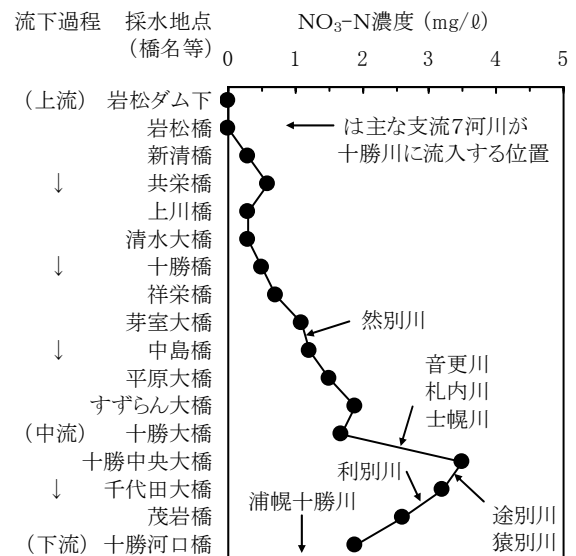 流下過程 採水地点 NO₃-N濃度 (mg/ℓ)
(橋名等) 0 1 2 3 4 5
(上流) 岩松ダム下
岩松橋 は主な支流7河川が
新清橋 十勝川に流入する位置
↓ 共栄橋
上川橋
清水大橋
↓ 十勝橋
祥栄橋
芽室大橋 然別川
↓ 中島橋
平原大橋 音更川
すずらん大橋 札内川
(中流) 十勝大橋 士幌川
十勝中央大橋 利別川
↓ 千代田大橋 浦幌十勝川
茂岩橋 途別川
(下流) 十勝河口橋 猿別川